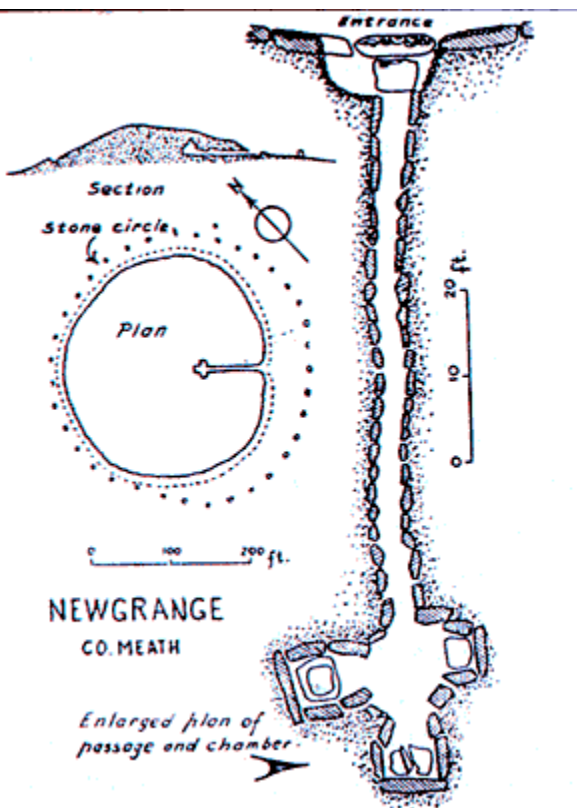 Entrance
Section
N
Stone circle
Plan
20 ft.
10
0
0 100 200 ft.
NEWGRANGE
CO. MEATH
Enlarged plan of
passage and chamber.